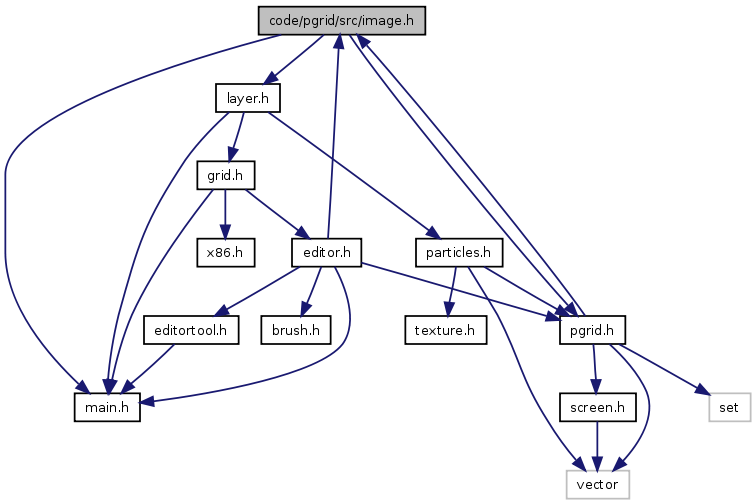 code/pgrid/src/image.h
layer.h
grid.h
x86.h
editor.h
particles.h
editortool.h
brush.h
texture.h
pgrid.h
main.h
screen.h
set
vector